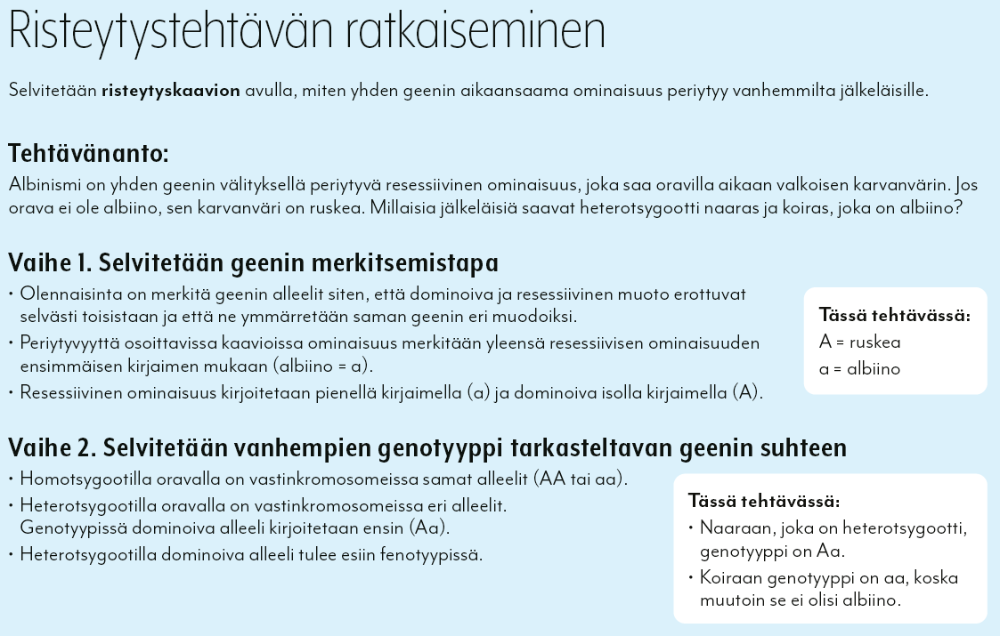 Risteytystehtävän ratkaiseminen
Selvitetään risteytyskaavion avulla, miten yhden geenin aikaansaama ominaisuus periytyy vanhemmilta jälkeläisille.
Tehtävänanto:
Albinismi on yhden geenin välityksellä periytyvä resessiivinen ominaisuus, joka saa oravilla aikaan valkoisen karvanvärin. Jos
orava ei ole albiino, sen karvanväri on ruskea. Millaisia jälkeläisiä saavat heterotsygootti naaras ja koiras, joka on albiino?
Vaihe 1. Selvitetään geenin merkitsemistapa
• Olennaisinta on merkitä geenin alleelit siten, että dominoiva ja resessiivinen muoto erottuvat
selvästi toisistaan ja että ne ymmärretään saman geenin eri muodoiksi.
• Periytyvyyttä osoittavissa kaavioissa ominaisuus merkitään yleensä resessiivisen ominaisuuden
ensimmäisen kirjaimen mukaan (albiino = a).
• Resessiivinen ominaisuus kirjoitetaan pienellä kirjaimella (a) ja dominoiva isolla kirjaimella (A).
Tässä tehtävässä:
A = ruskea
a = albiino
Vaihe 2. Selvitetään vanhempien genotyyppi tarkasteltavan geenin suhteen
• Homotsygootilla oravalla on vastinkromosomeissa samat alleelit (AA tai aa).
• Heterotsygootilla oravalla on vastinkromosomeissa eri alleelit.
Genotyypissä dominoiva alleeli kirjoitetaan ensin (Aa).
• Heterotsygootilla dominoiva alleeli tulee esiin fenotyypissä.
Tässä tehtävässä:
• Naaraan, joka on heterotsygootti,
genotyyppi on Aa.
• Koiraan genotyyppi on aa, koska
muutoin se ei olisi albiino.